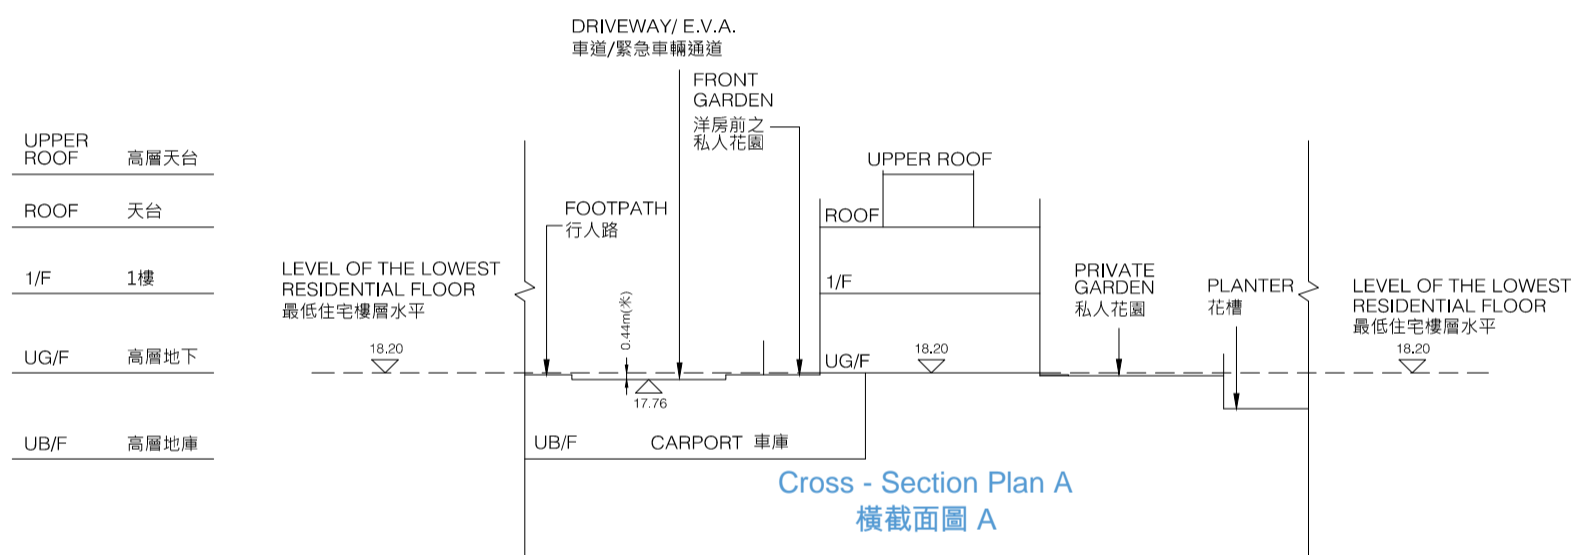 DRIVEWAY/ E.V.A.
車道/緊急車輛通道
FRONT
GARDEN
洋房前之
私人花園
UPPER
ROOF 高層天台
UPPER ROOF
ROOF 天台
FOOTPATH
行人路
ROOF
1/F 1樓
LEVEL OF THE LOWEST
RESIDENTIAL FLOOR
最低住宅樓層水平
0.44m(米)
1/F
PRIVATE
GARDEN
私人花園
PLANTER
花槽
LEVEL OF THE LOWEST
RESIDENTIAL FLOOR
最低住宅樓層水平
UG/F 高層地下
18.20
UG/F
18.20
18.20
17.76
UB/F 高層地庫
UB/F
CARPORT 車庫
Cross - Section Plan A
橫截面圖 A